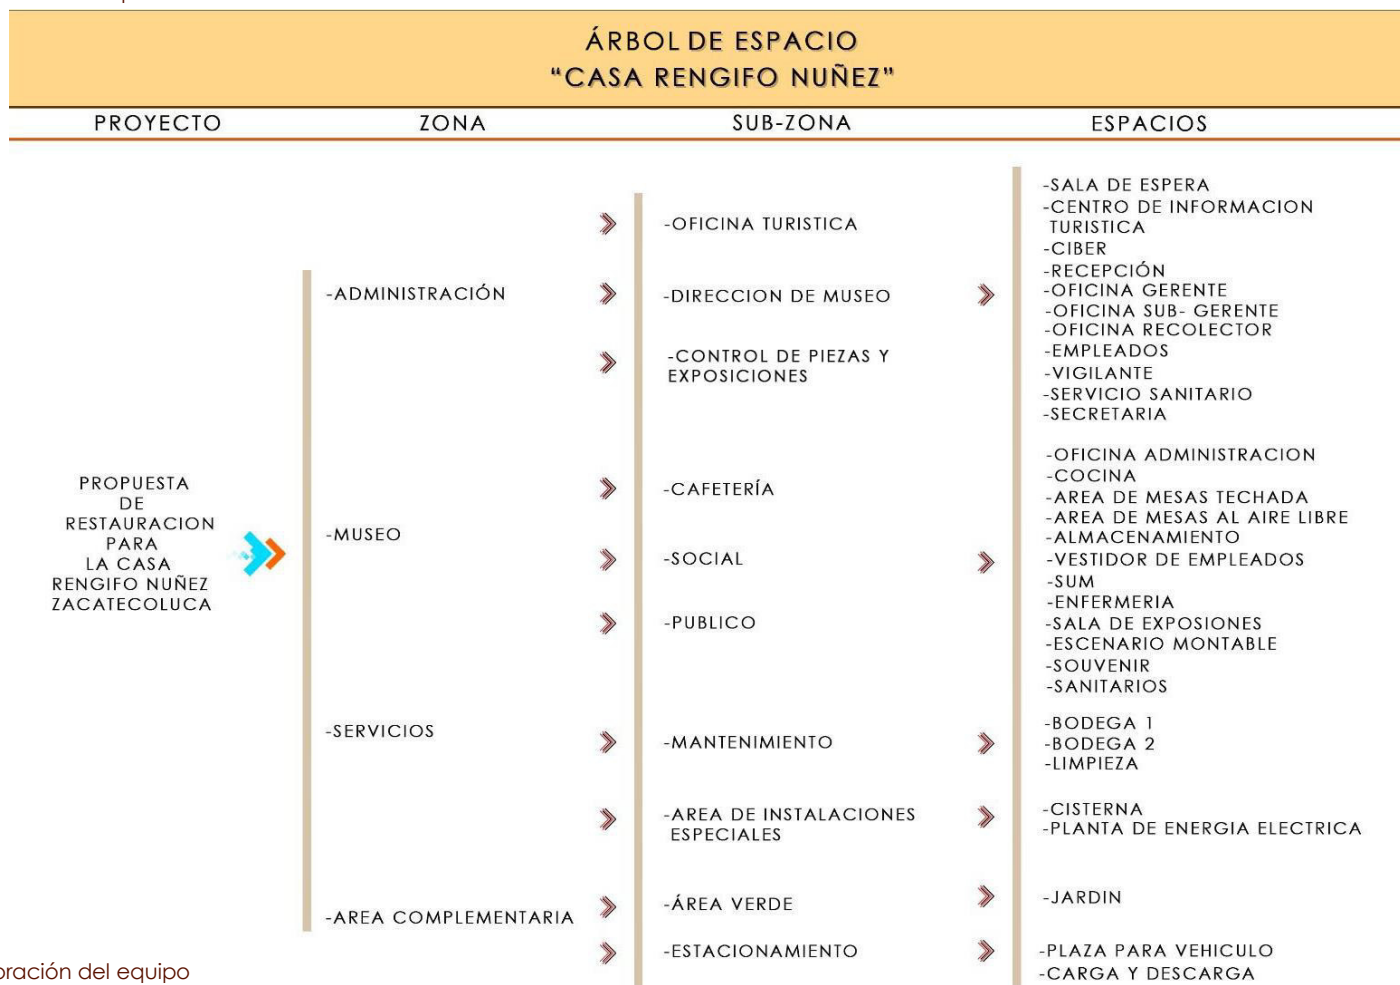 ÁRBOL DE ESPACIO
“CASA RENGIFO NUÑEZ”
PROYECTO
ZONA
SUB-ZONA
ESPACIOS
PROPUESTA
DE
RESTAURACION
PARA
LA CASA
RENGIFO NUÑEZ
ZACATECOLUCA
-ADMINISTRACIÓN
-MUSEO
-SERVICIOS
-AREA COMPLEMENTARIA
-OFICINA TURISTICA
-DIRECCION DE MUSEO
-CONTROL DE PIEZAS Y
EXPOSICIONES
-CAFETERÍA
-SOCIAL
-PUBLICO
-MANTENIMIENTO
-AREA DE INSTALACIONES
ESPECIALES
-ÁREA VERDE
-ESTACIONAMIENTO
-SALA DE ESPERA
-CENTRO DE INFORMACION
TURISTICA
-CIBER
-RECEPCIÓN
-OFICINA GERENTE
-OFICINA SUB- GERENTE
-OFICINA RECOLECTOR
-EMPLEADOS
-VIGILANTE
-SERVICIO SANITARIO
-SECRETARIA
-OFICINA ADMINISTRACION
-COCINA
-AREA DE MESAS TECHADA
-AREA DE MESAS AL AIRE LIBRE
-ALMACENAMIENTO
-VESTIDOR DE EMPLEADOS
-SUM
-ENFERMERIA
-SALA DE EXPOSIONES
-ESCENARIO MONTABLE
-SOUVENIR
-SANITARIOS
-BODEGA 1
-BODEGA 2
-LIMPIEZA
-CISTERNA
-PLANTA DE ENERGIA ELECTRICA
-JARDIN
-PLAZA PARA VEHICULO
-CARGA Y DESCARGA
oración del equipo